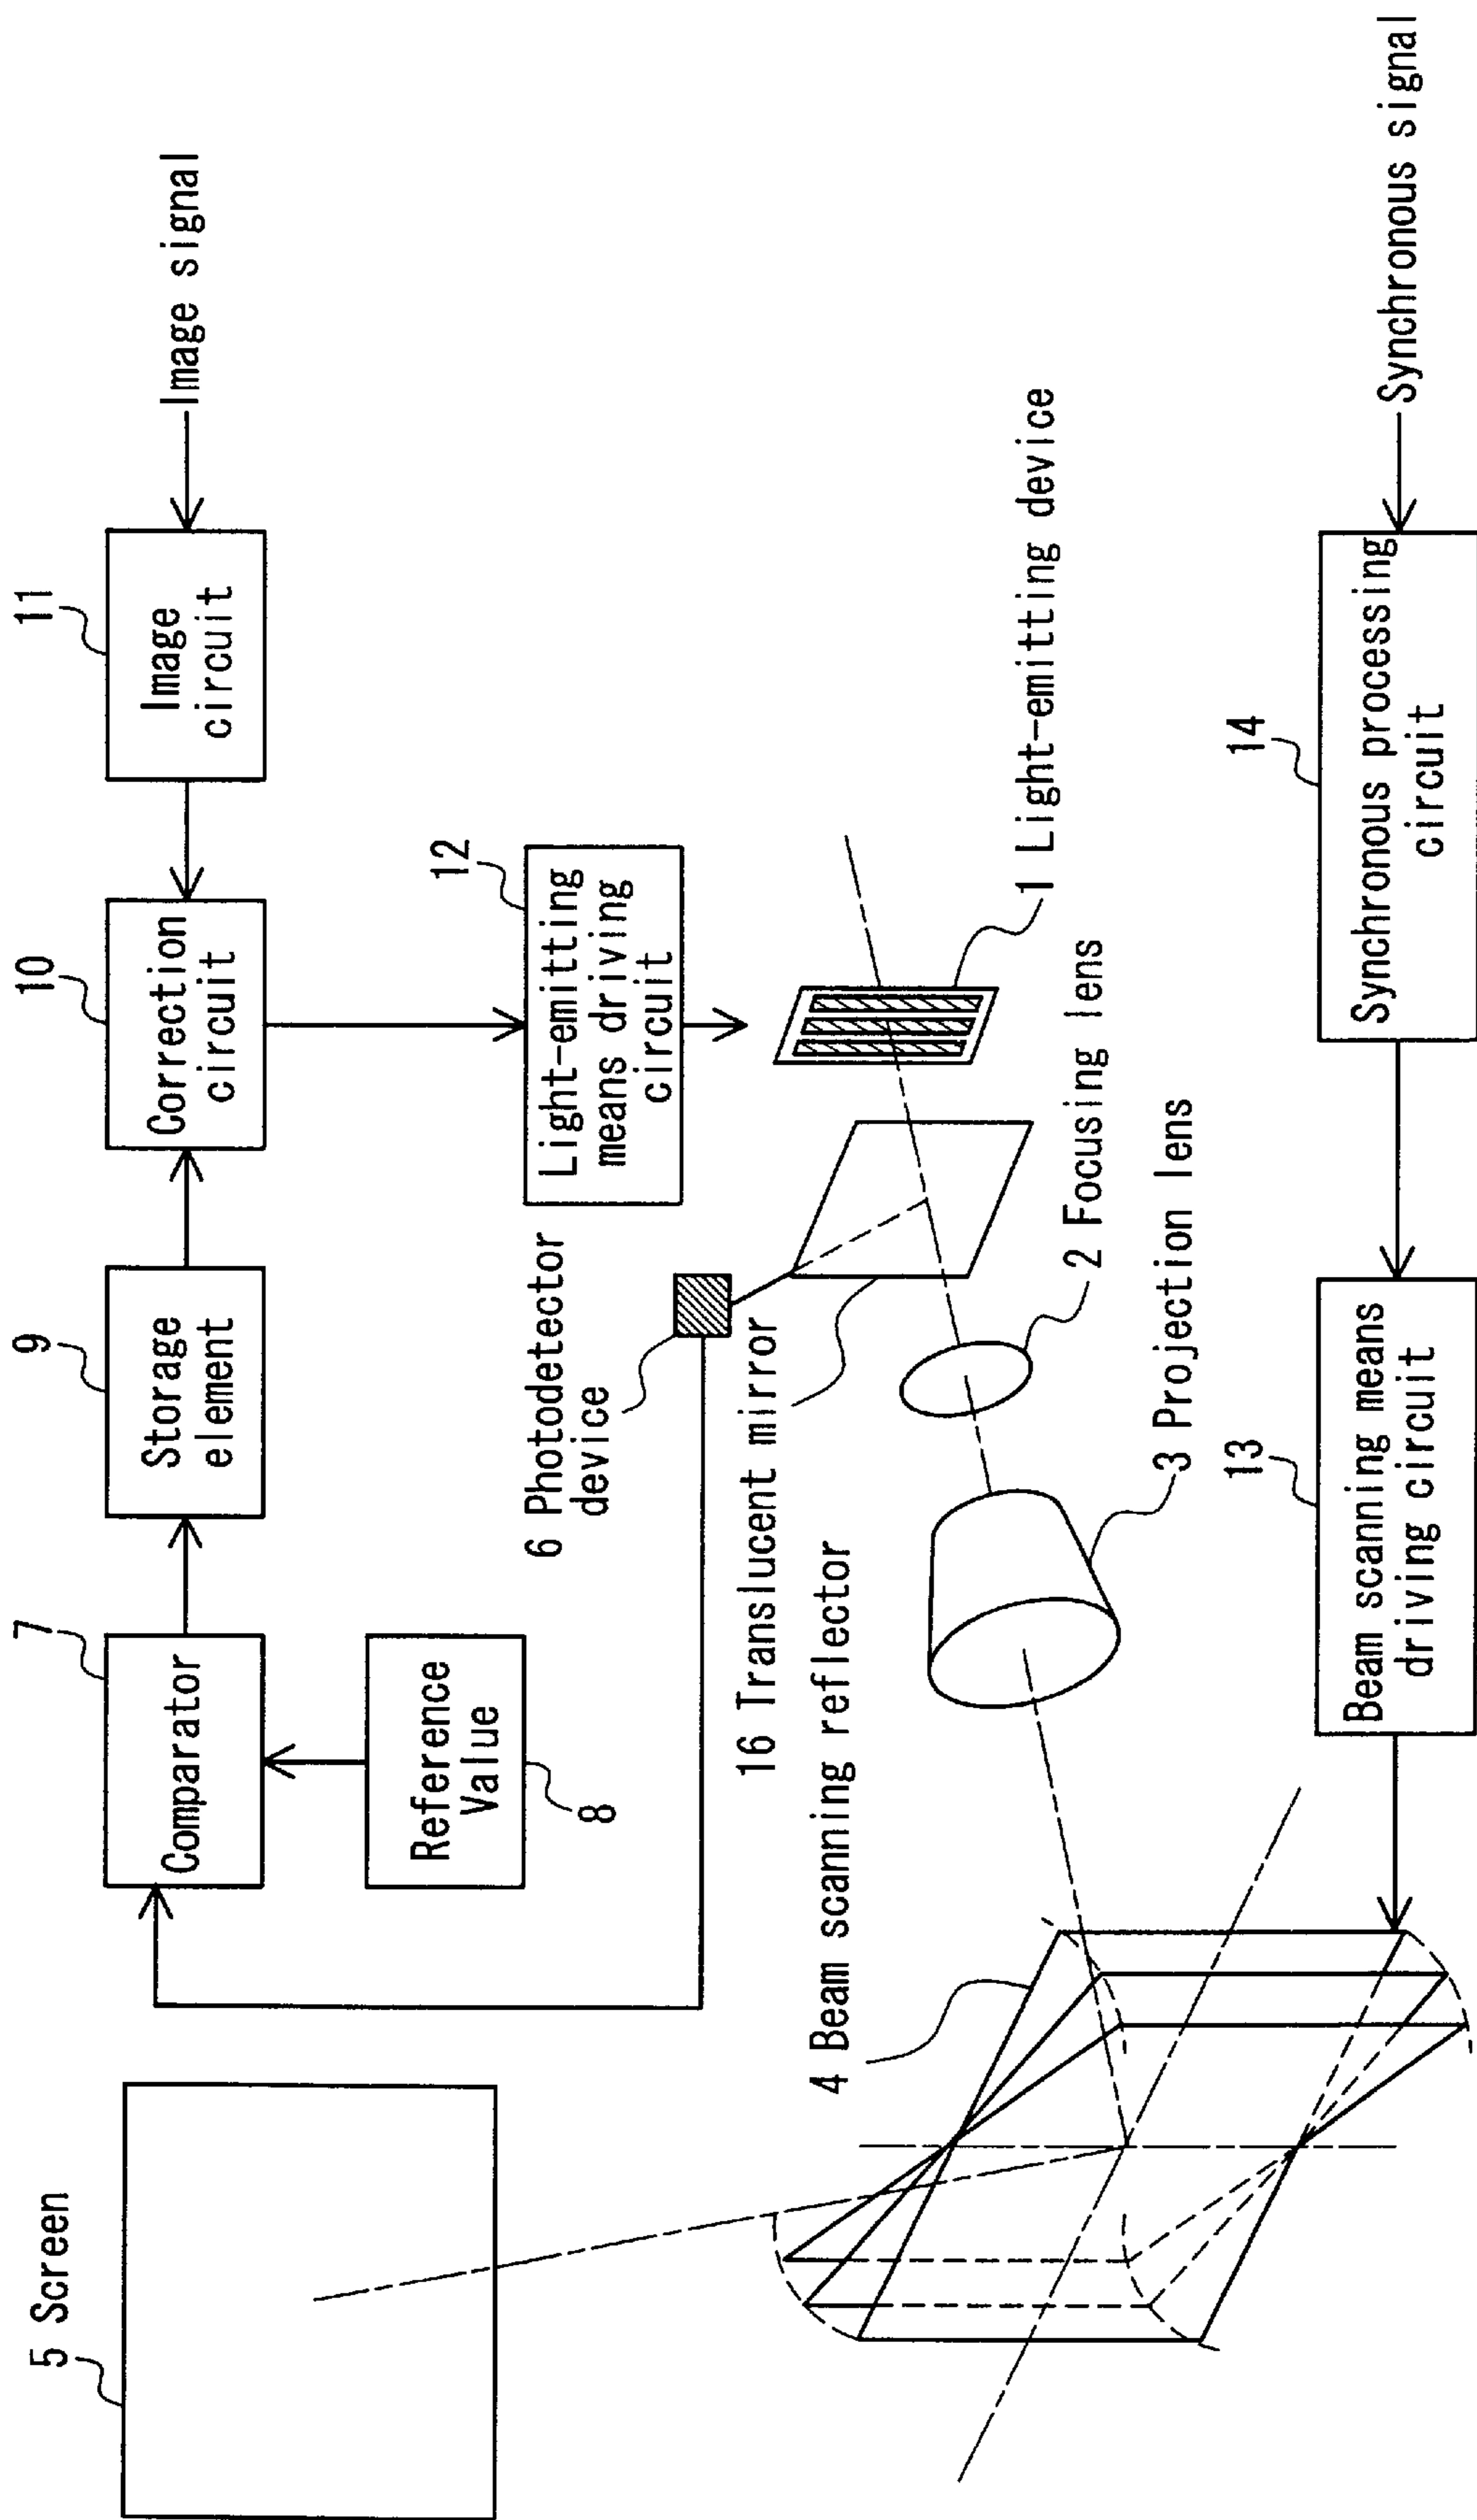 5 Screen
7
Comparator
Reference
Value
8
9
Storage
element
10
Correction
circuit
11
Image
circuit
Image signal
12
Light-emitting
means driving
circuit
6 Photodetector
device
16 Translucent mirror
4 Beam scanning reflector
1 Light-emitting device
2 Focusing lens
3 Projection lens
13
Beam scanning means
driving circuit
14
Synchronous processing
circuit
Synchronous signal